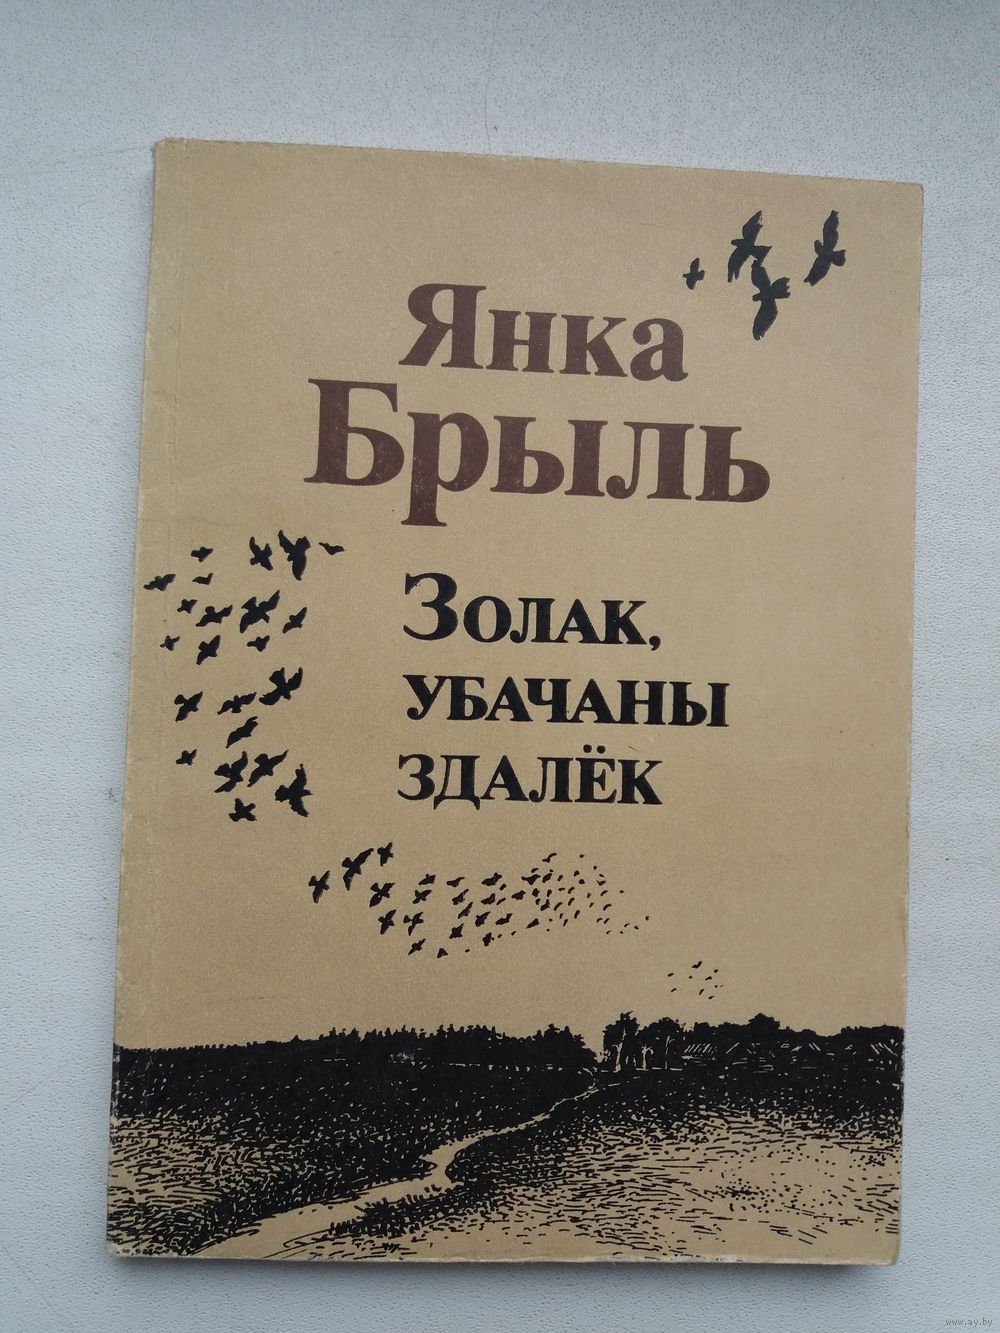 Янка
Брыль
Золак,
убачаны
здалёк
www.ay.by